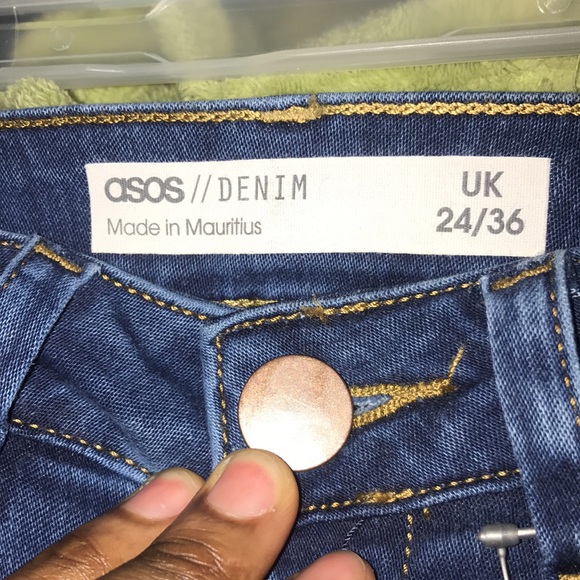 asos // DENIM
Made in Mauritius
UK
24/36